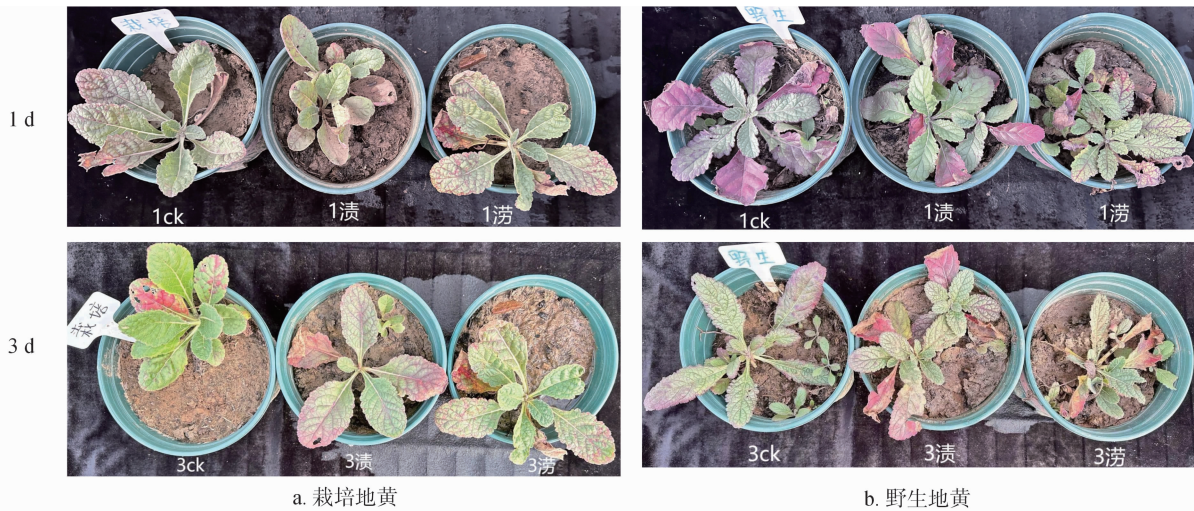 栽培
野生
1 d
1ck
1渍
1涝
1ck
1渍
1涝
栽培
野生
3 d
3ck
3渍
3涝
3ck
3渍
3涝
a. 栽培地黄
b. 野生地黄